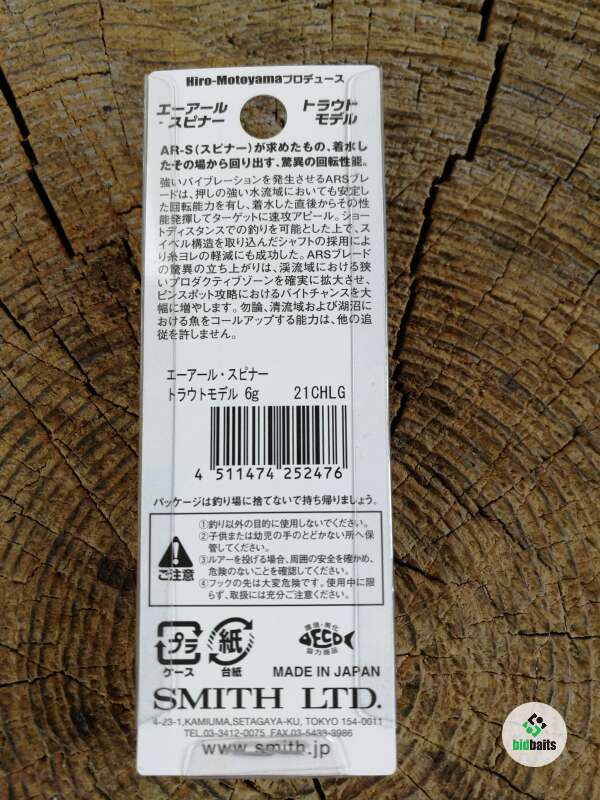 Hiro-Motoyamaプロデュース
エーアール
・スピナー
トラウト
モデル
AR-S(スピナー)が求めたもの、着水し
たその場から回り出す、驚異の回転性能。
強いバイブレーションを発生させるARSブレ
ードは、押しの強い水流域においても安定し
た回転能力を有し、着水した直後からその性
能発揮してターゲットに速攻アピール。ショー
トディスタンスでの釣りを可能とした上で、ス
イベル構造を取り込んだシャフトの採用によ
り糸ヨレの軽減にも成功した。ARSブレード
の驚異の立ち上がりは、渓流域における狭
いプロダクティブゾーンを確実に拡大させ、
ピンスポット攻略におけるバイトチャンスを大
幅に増やします。勿論、清流域および湖沼に
おける魚をコールアップする能力は、他の追
従を許しません。
エーアール・スピナー
トラウトモデル 6g 21CHLG
4 511474 252476
パッケージは釣り場に捨てないで持ち帰りましょう。
ご注意
①釣り以外の目的に使用しないでください。
②子供または幼児の手のとどかない所へ保
管してください。
③ルアーを投げる場合、周囲の安全を確かめ、
危険のないことを確認してください。
④フックの先は大変危険です。使用中に限
らず、取扱には充分ご注意ください。
プラ
ケース
紙
台紙
環境・美化
ECO
協力商品
MADE IN JAPAN
SMITH LTD.
4-23-1,KAMIUMA,SETAGAYA-KU, TOKYO 154-0011
TEL.03-3412-0075 FAX.03-5433-3986
www.smith.jp
bidbaits